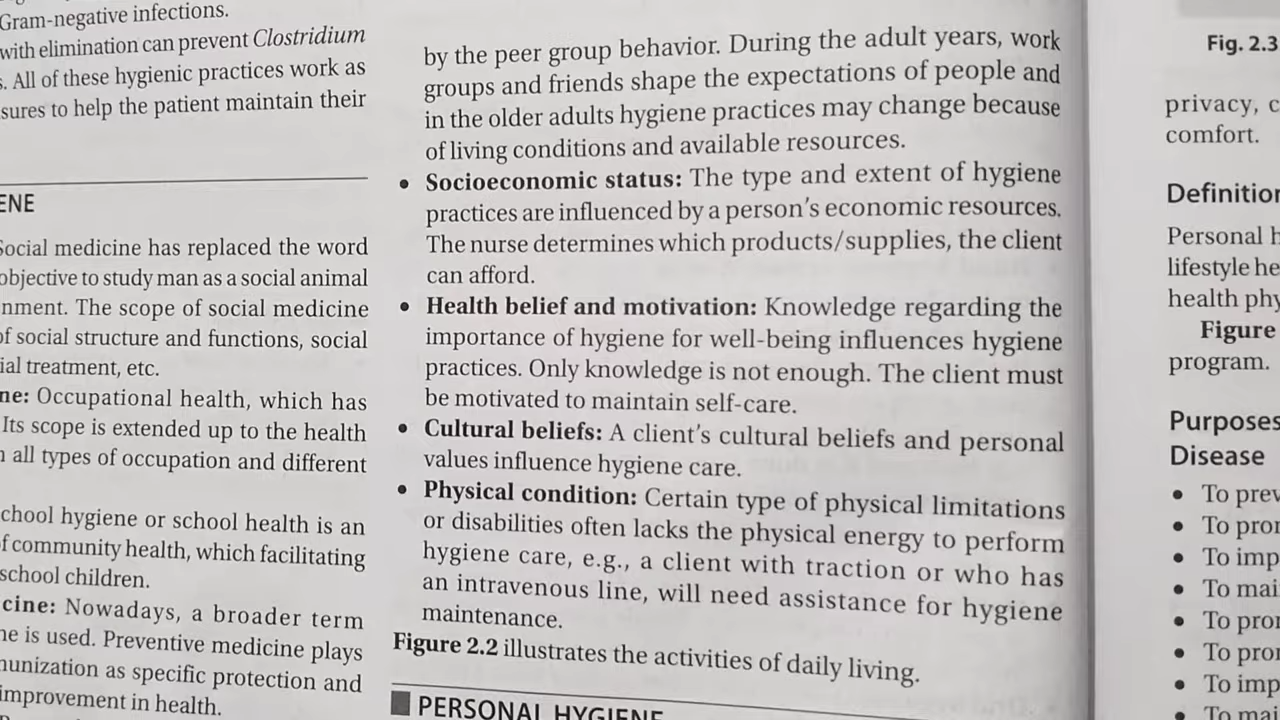 Gram-negative infections.
with elimination can prevent Clostridium
s. All of these hygienic practices work as
sures to help the patient maintain their
ENE
Social medicine has replaced the word
objective to study man as a social animal
nment. The scope of social medicine
of social structure and functions, social
ial treatment, etc.
ne: Occupational health, which has
Its scope is extended up to the health
n all types of occupation and different
chool hygiene or school health is an
f community health, which facilitating
school children.
cine: Nowadays, a broader term
ne is used. Preventive medicine plays
munization as specific protection and
improvement in health.
by the peer group behavior. During the adult years, work
groups and friends shape the expectations of people and
in the older adults hygiene practices may change because
of living conditions and available resources.
• Socioeconomic status: The type and extent of hygiene
practices are influenced by a person's economic resources.
The nurse determines which products/supplies, the client
can afford.
• Health belief and motivation: Knowledge regarding the
importance of hygiene for well-being influences hygiene
practices. Only knowledge is not enough. The client must
be motivated to maintain self-care.
• Cultural beliefs: A client's cultural beliefs and personal
values influence hygiene care.
• Physical condition: Certain type of physical limitations
or disabilities often lacks the physical energy to perform
hygiene care, e.g., a client with traction or who has
an intravenous line, will need assistance for hygiene
maintenance.
Figure 2.2 illustrates the activities of daily living.
PERSONAL HYGIENE
Fig. 2.3
privacy, c
comfort.
Definition
Personal h
lifestyle he
health phy
Figure
program.
Purposes
Disease
• To prev
• To pror
• To imp
• To mai
• To pror
• To pror
• To imp
• To mai